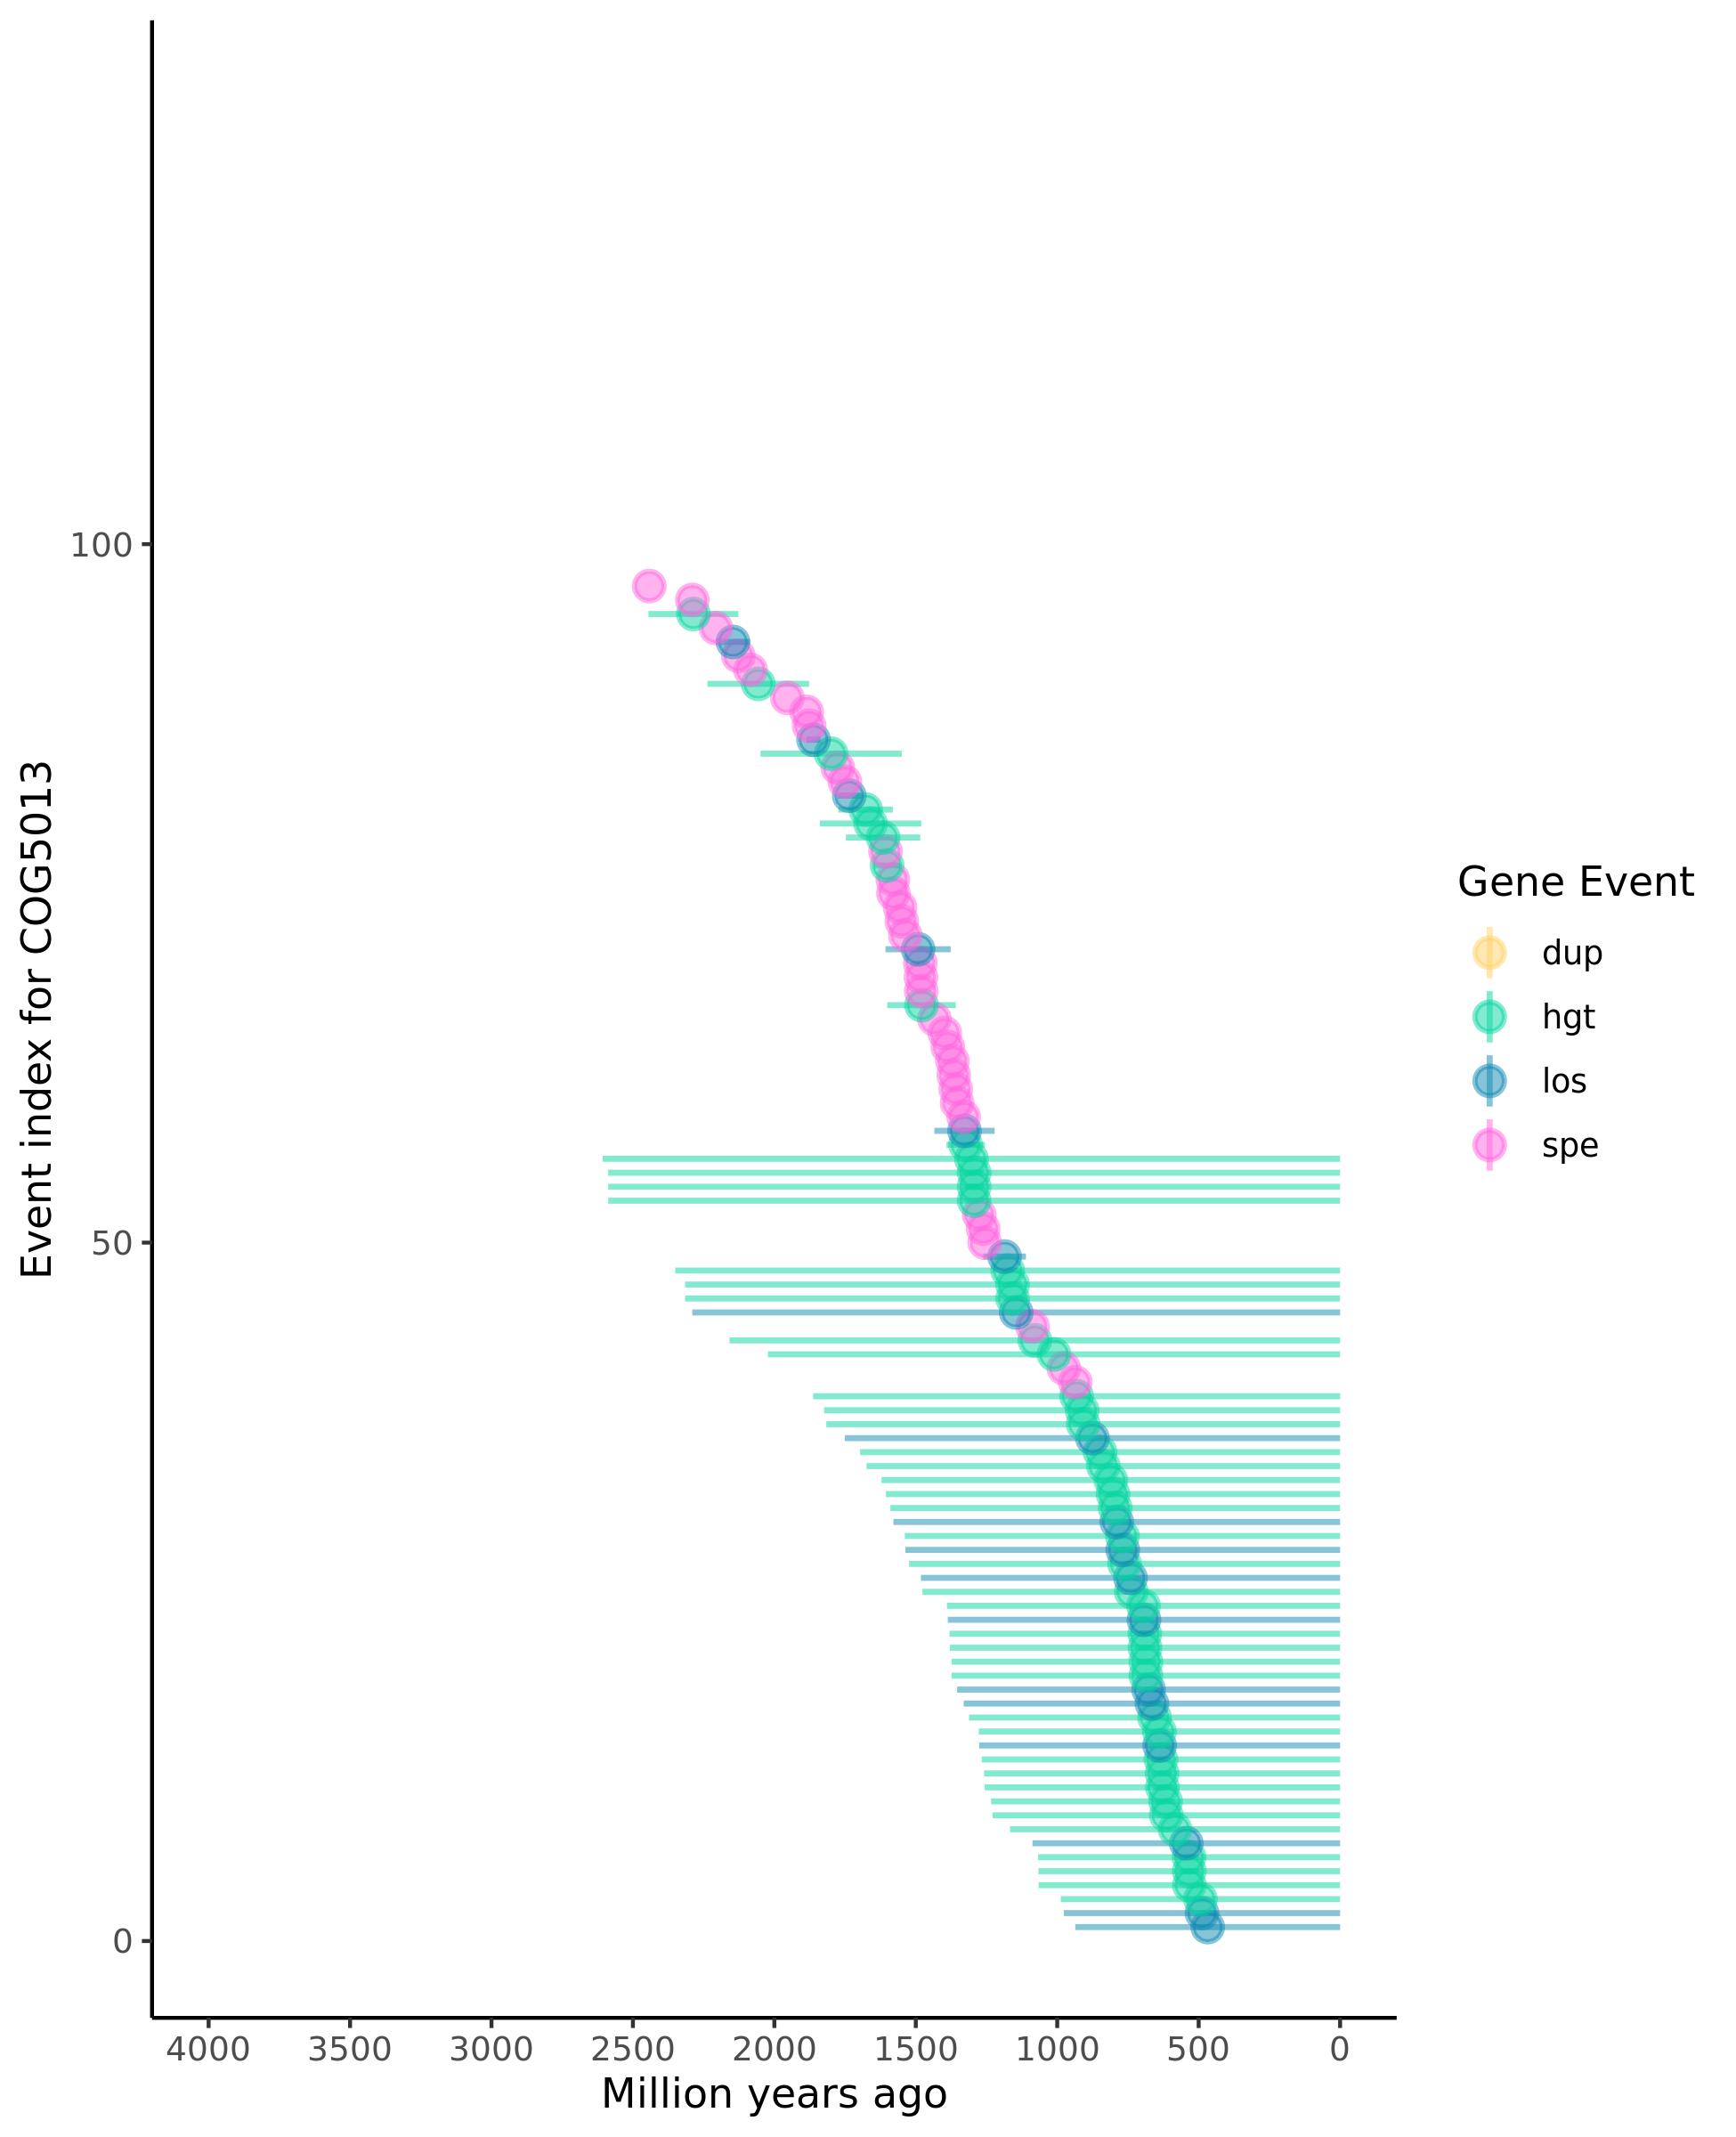 100
50
0
Event index for COG5013
4000 3500 3000 2500 2000 1500 1000 500 0
Million years ago
Gene Event
dup
hgt
los
spe